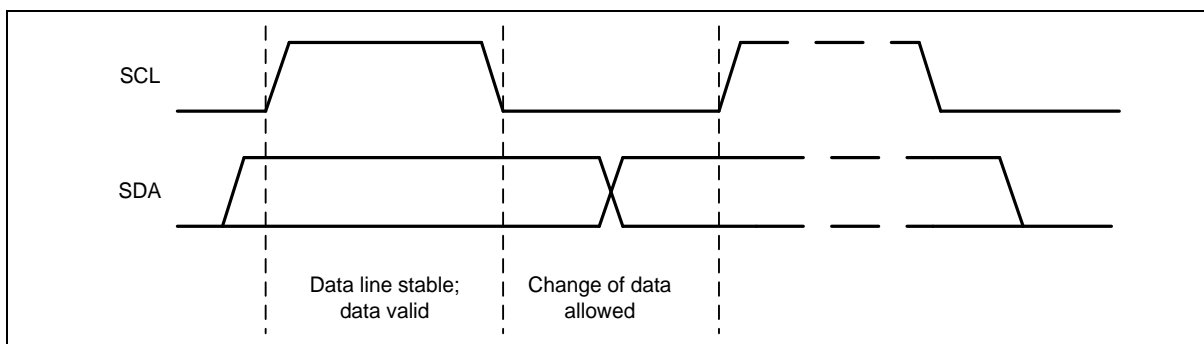 SCL
SDA
Data line stable;
data valid
Change of data
allowed